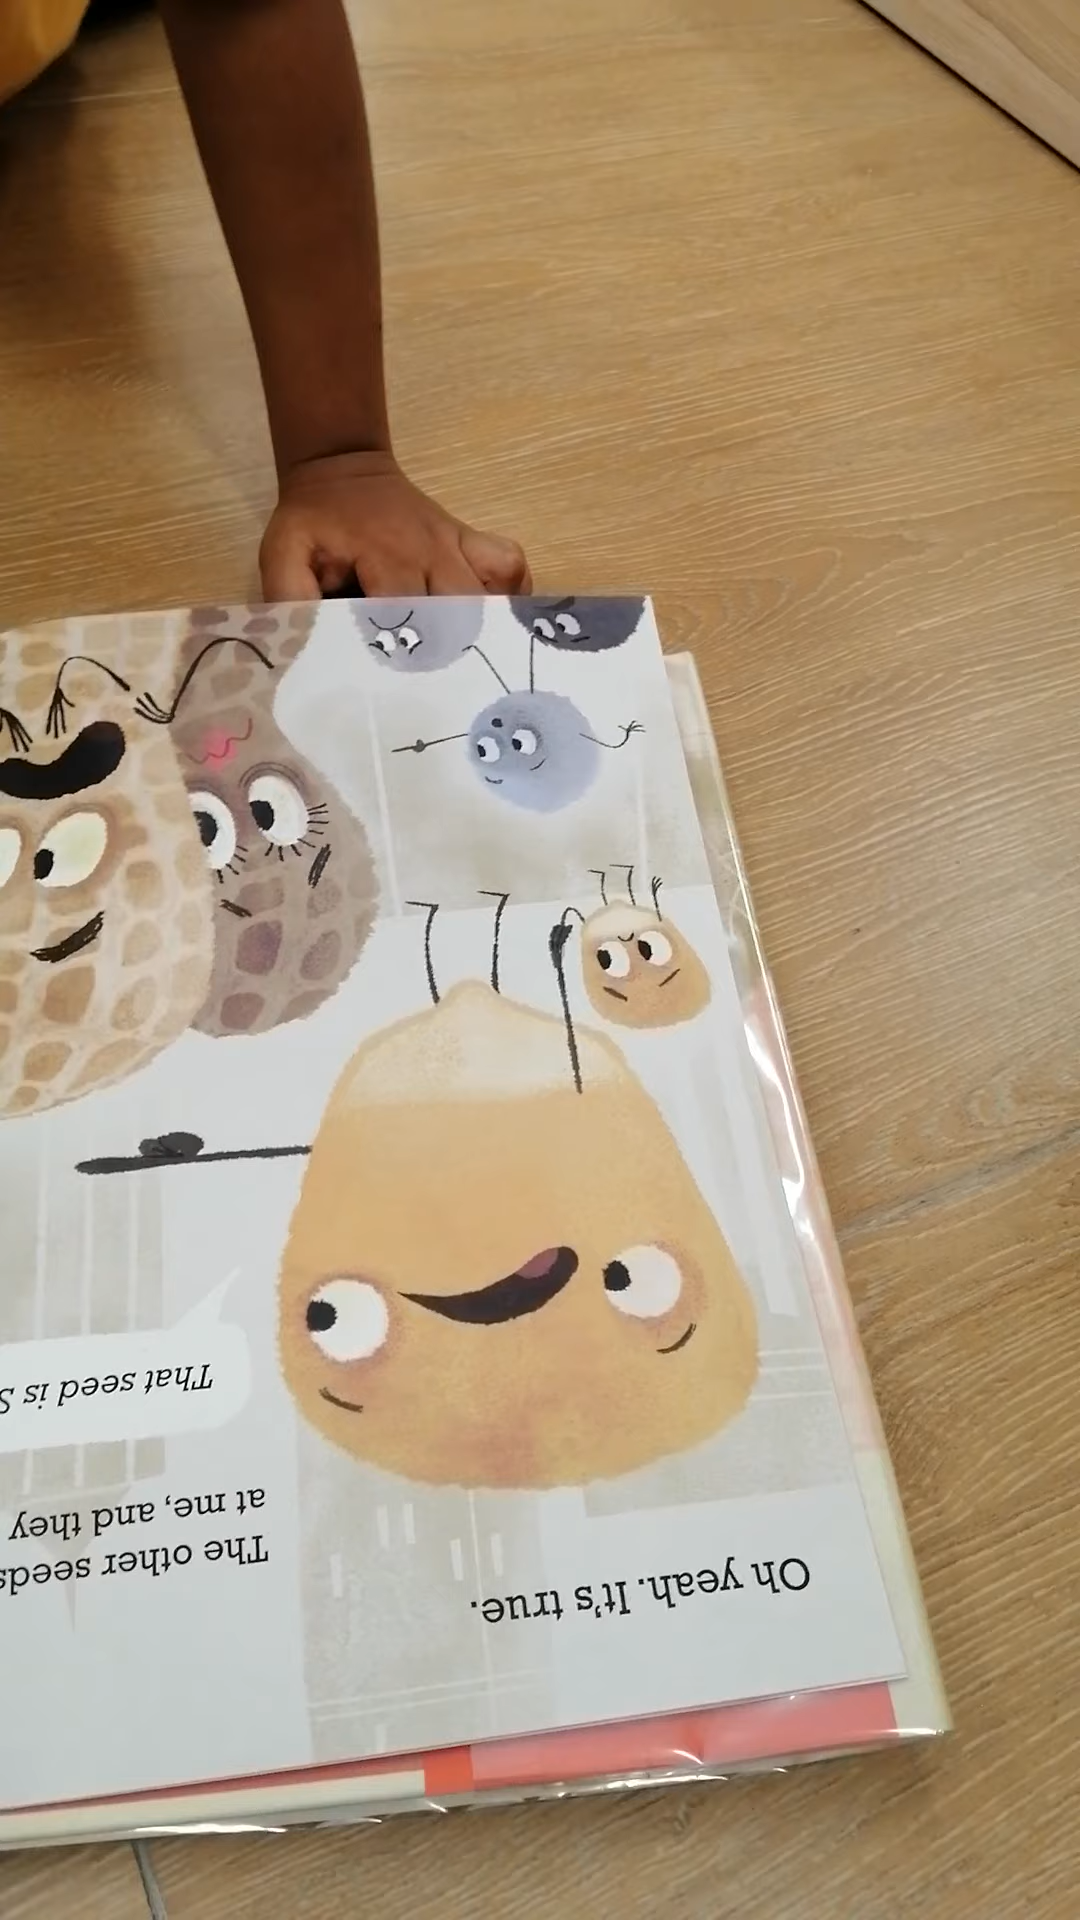 Oh yeah. It's true.
The other seeds
at me, and they
That seed is